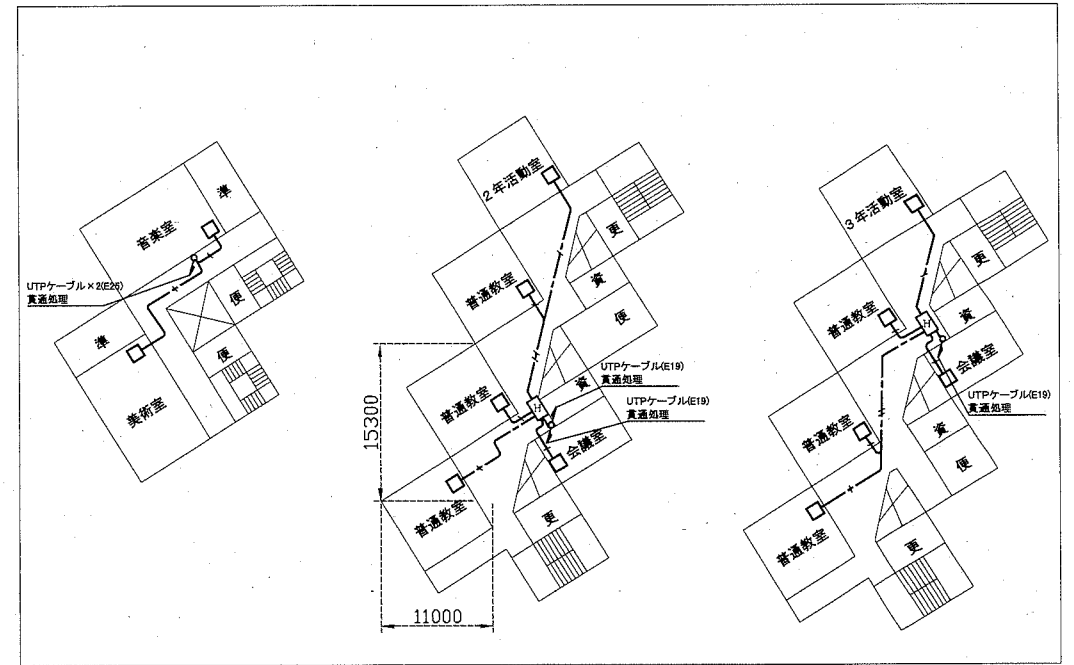 準
音楽室
UTPケーブル×2(E25)
貫通処理
便
準
便
美術室
2年活動室
更
普通教室
資
便
UTPケーブル(E19)
貫通処理
資
UTPケーブル(E19)
貫通処理
普通教室
H
15300
会議室
普通教室
更
11000
3年活動室
更
普通教室
資
H
会議室
UTPケーブル(E19)
貫通処理
普通教室
資
便
普通教室
更